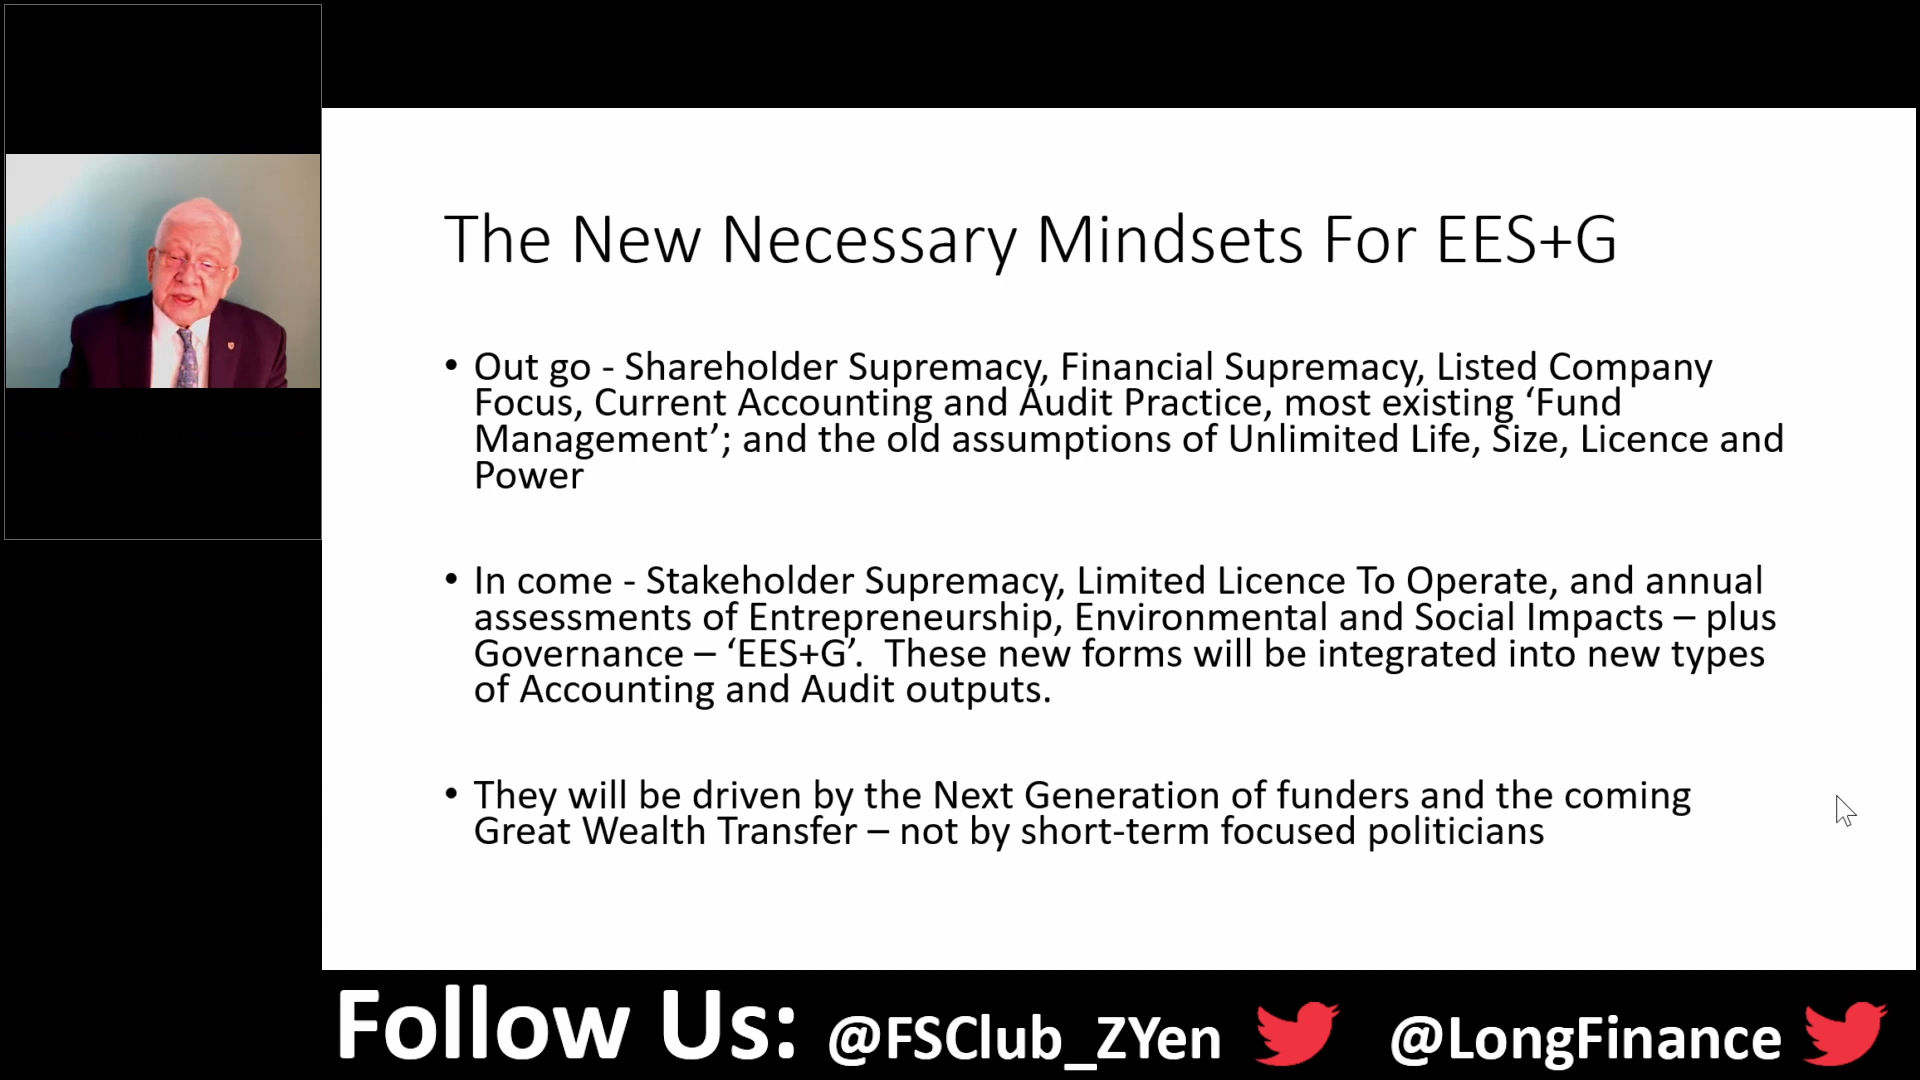 The New Necessary Mindsets For EES+G
• Out go - Shareholder Supremacy, Financial Supremacy, Listed Company
Focus, Current Accounting and Audit Practice, most existing ‘Fund
Management’; and the old assumptions of Unlimited Life, Size, Licence and
Power
• In come - Stakeholder Supremacy, Limited Licence To Operate, and annual
assessments of Entrepreneurship, Environmental and Social Impacts – plus
Governance – ‘EES+G’.  These new forms will be integrated into new types
of Accounting and Audit outputs.
• They will be driven by the Next Generation of funders and the coming
Great Wealth Transfer – not by short-term focused politicians
Follow Us: @FSClub_ZYen @LongFinance